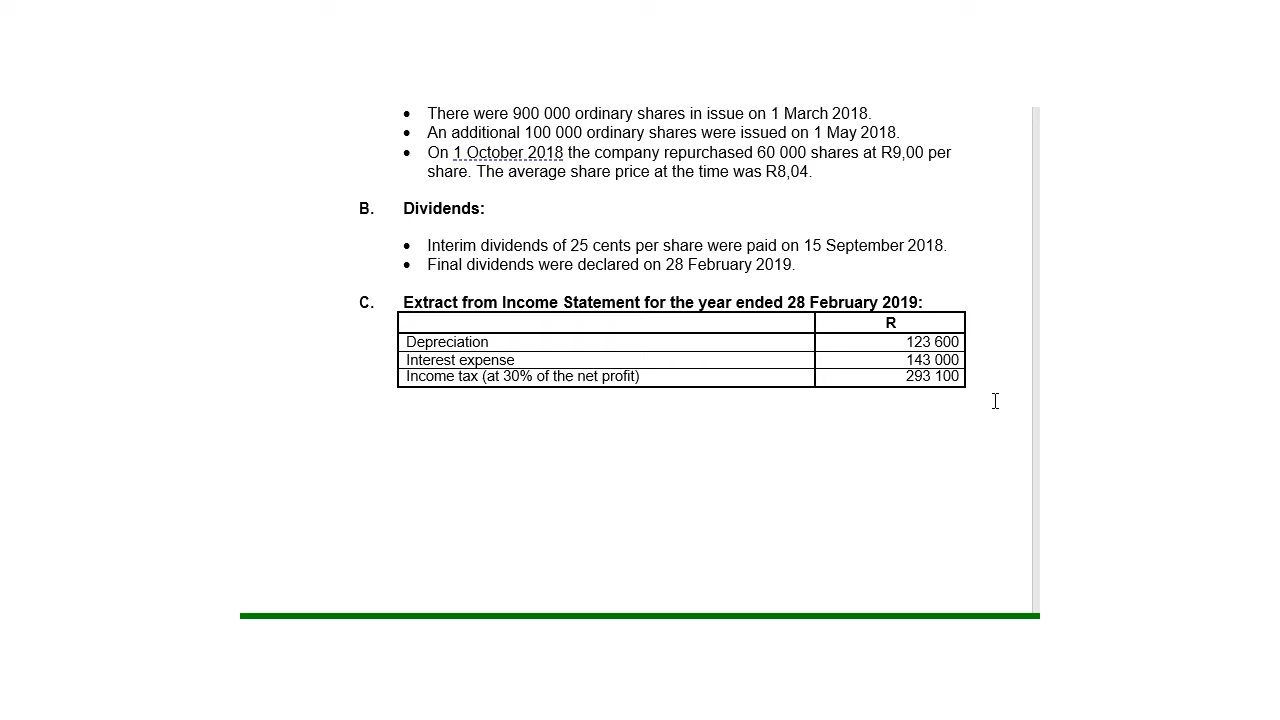 • There were 900 000 ordinary shares in issue on 1 March 2018.
• An additional 100 000 ordinary shares were issued on 1 May 2018.
• On 1 October 2018 the company repurchased 60 000 shares at R9,00 per
share. The average share price at the time was R8,04.
B. Dividends:
• Interim dividends of 25 cents per share were paid on 15 September 2018.
• Final dividends were declared on 28 February 2019.
C. Extract from Income Statement for the year ended 28 February 2019:
R
Depreciation 123 600
Interest expense 143 000
Income tax (at 30% of the net profit) 293 100